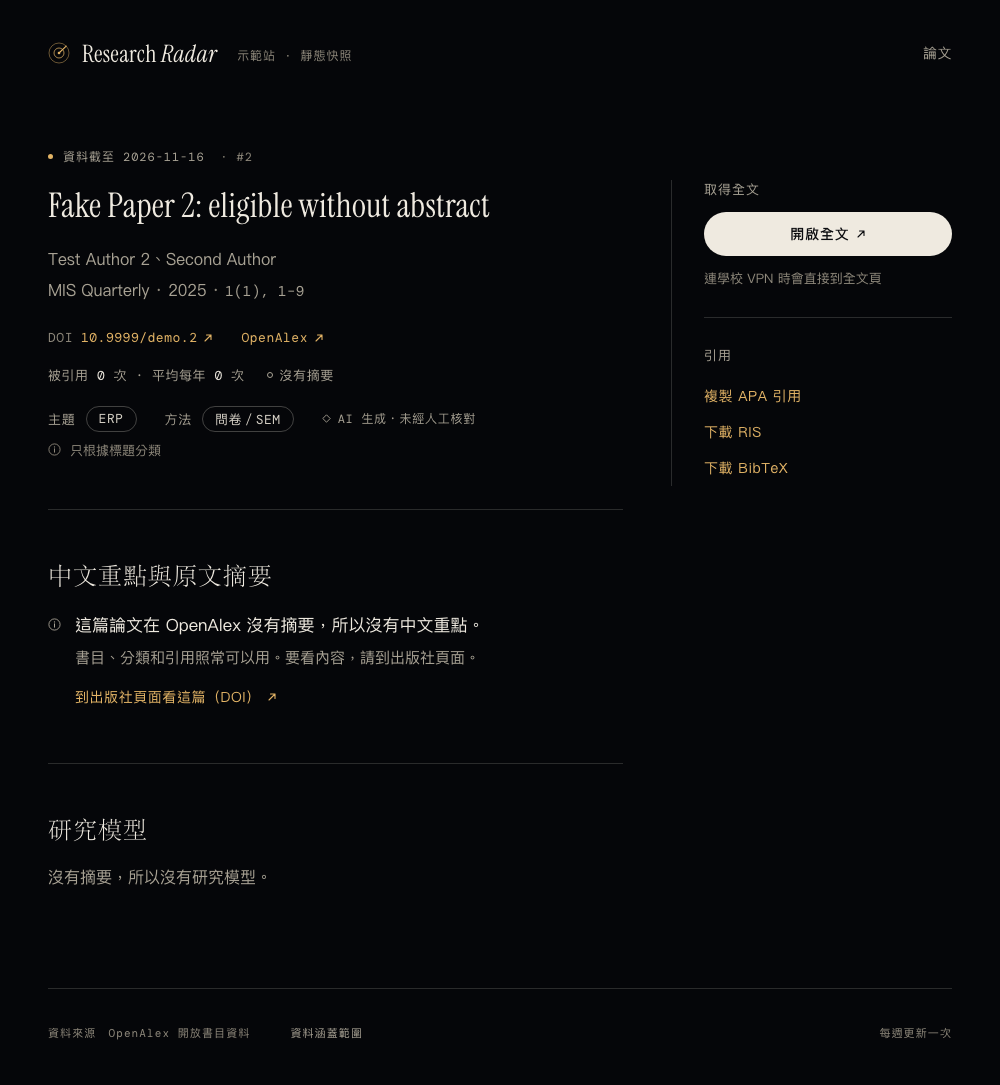 Research Radar 示範站 · 靜態快照
論文
資料截至 2026-11-16 · #2
Fake Paper 2: eligible without abstract
Test Author 2、Second Author
MIS Quarterly · 2025 · 1(1), 1–9
DOI 10.9999/demo.2 ↗ OpenAlex ↗
被引用 0 次 · 平均每年 0 次 沒有摘要
主題 ERP 方法 問卷 / SEM ◇ AI 生成 · 未經人工核對
ⓘ 只根據標題分類
取得全文
開啟全文 ↗
連學校 VPN 時會直接到全文頁
引用
複製 APA 引用
下載 RIS
下載 BibTeX
中文重點與原文摘要
ⓘ 這篇論文在 OpenAlex 沒有摘要，所以沒有中文重點。
書目、分類和引用照常可以用。要看內容，請到出版社頁面。
到出版社頁面看這篇（DOI） ↗
研究模型
沒有摘要，所以沒有研究模型。
資料來源 OpenAlex 開放書目資料 資料涵蓋範圍
每週更新一次